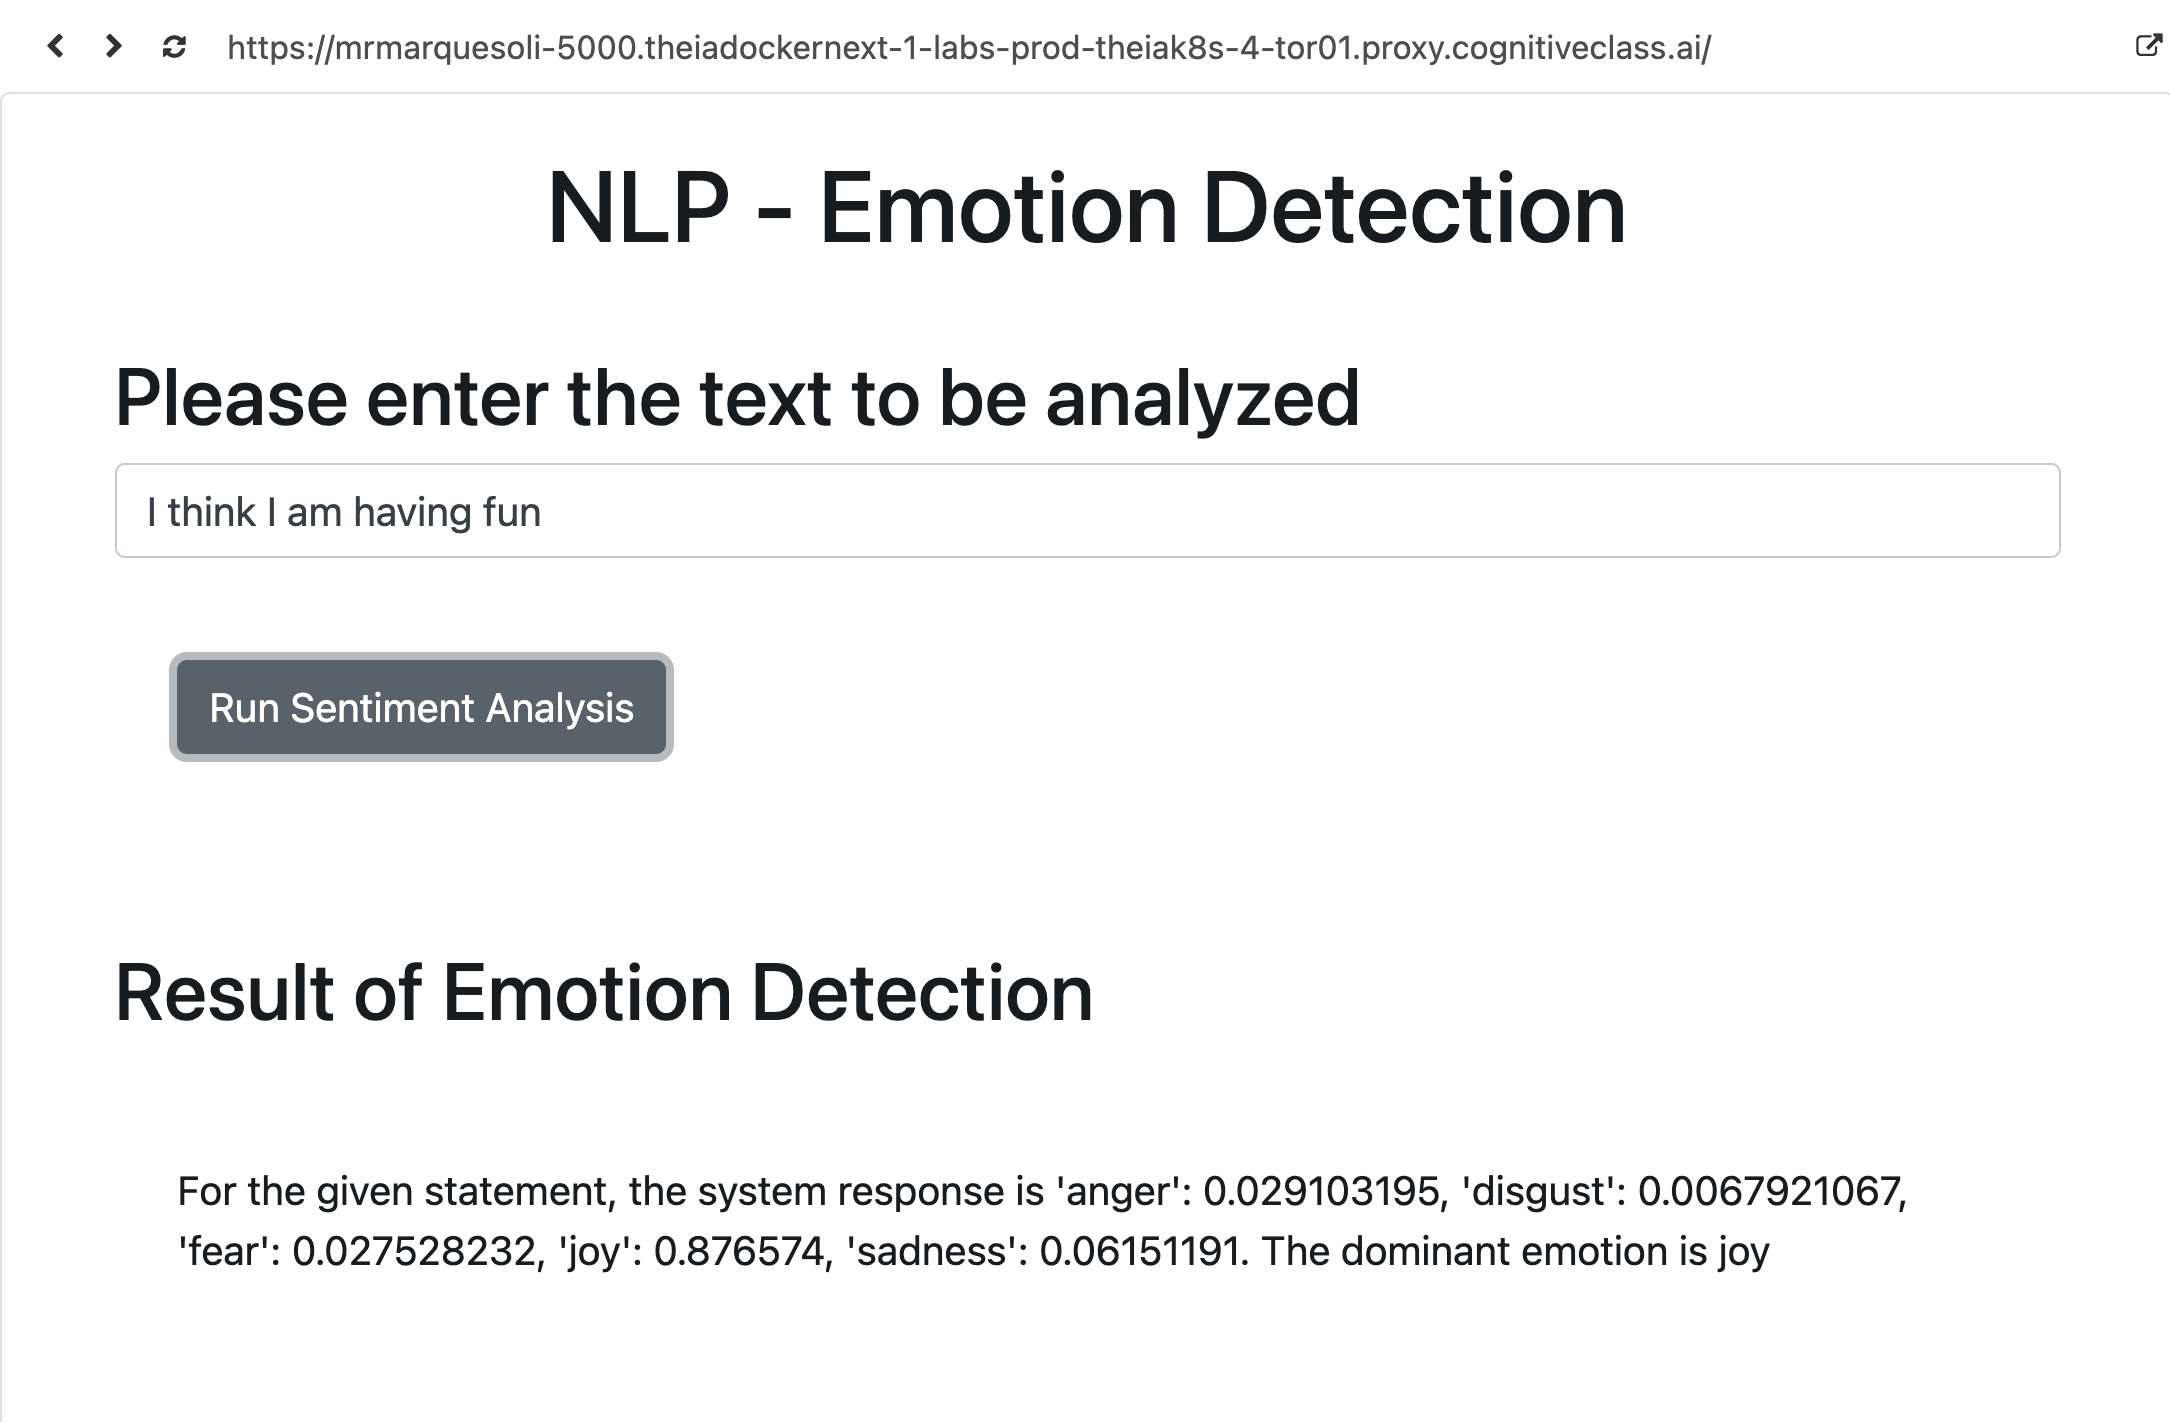 https://mrmarquesoli-5000.theiadockernext-1-labs-prod-theiak8s-4-tor01.proxy.cognitiveclass.ai/
NLP - Emotion Detection
Please enter the text to be analyzed
I think I am having fun
Run Sentiment Analysis
Result of Emotion Detection
For the given statement, the system response is 'anger': 0.029103195, 'disgust': 0.0067921067,
'fear': 0.027528232, 'joy': 0.876574, 'sadness': 0.06151191. The dominant emotion is joy